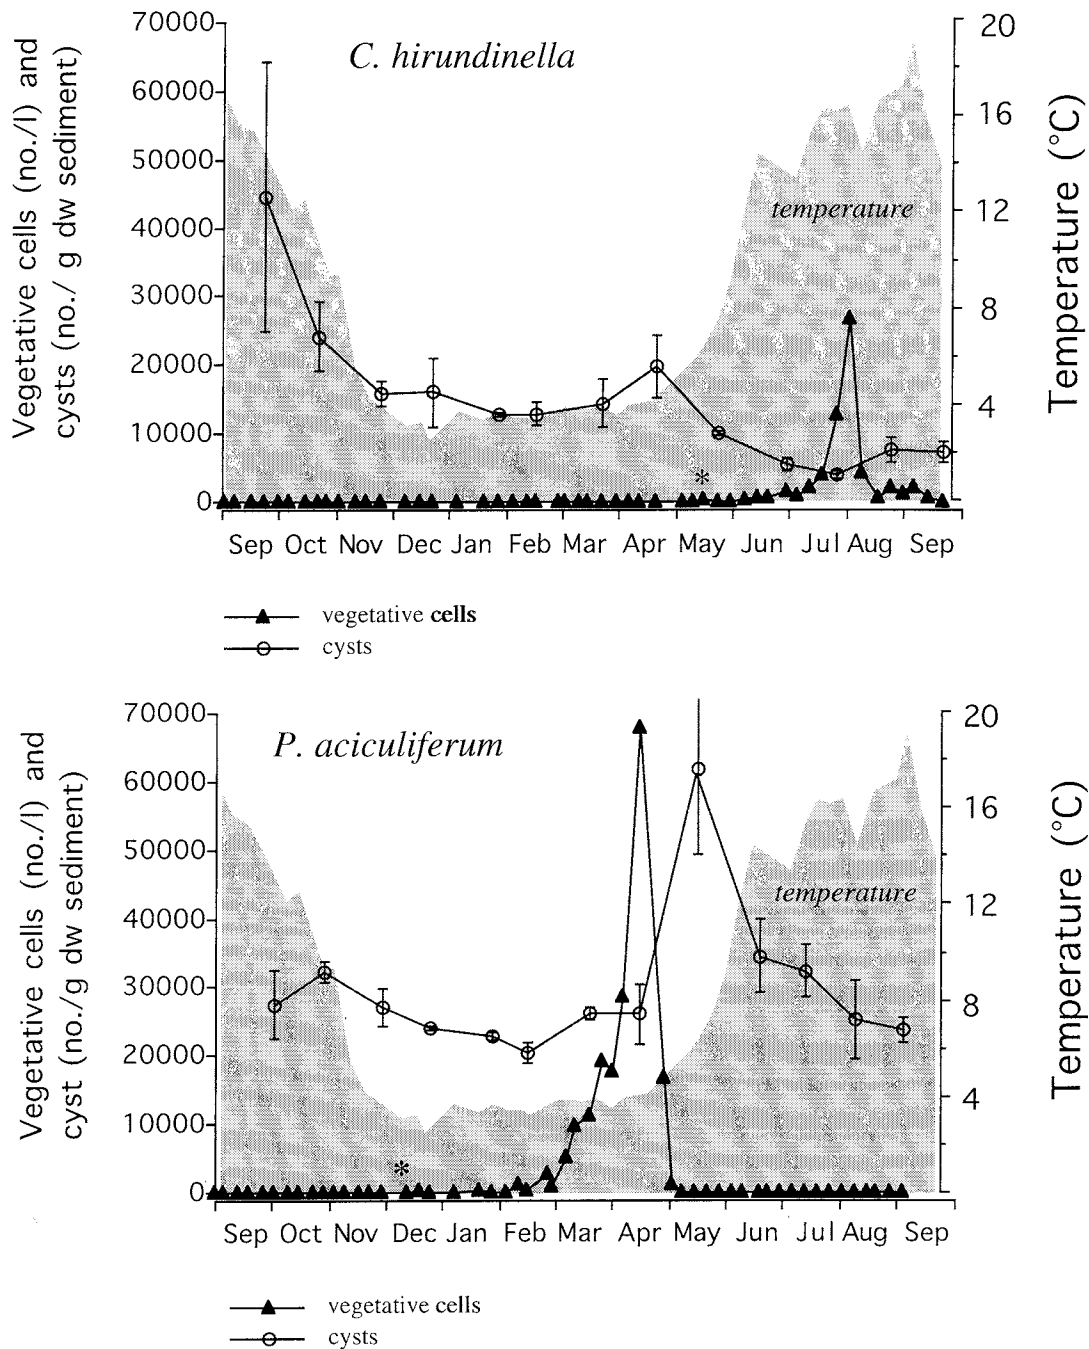 C. hirundinella
Vegetative cells (no./l) and
cysts (no./ g dw sediment)
70000
60000
50000
40000
30000
20000
10000
0
20
16
12
8
4
Temperature (°C)
temperature
*
Sep Oct Nov Dec Jan Feb Mar Apr May Jun Jul Aug Sep
vegetative cells
cysts
P. aciculiferum
Vegetative cells (no./l) and
cyst (no./g dw sediment)
70000
60000
50000
40000
30000
20000
10000
0
20
16
12
8
4
Temperature (°C)
temperature
*
Sep Oct Nov Dec Jan Feb Mar Apr May Jun Jul Aug Sep
vegetative cells
cysts